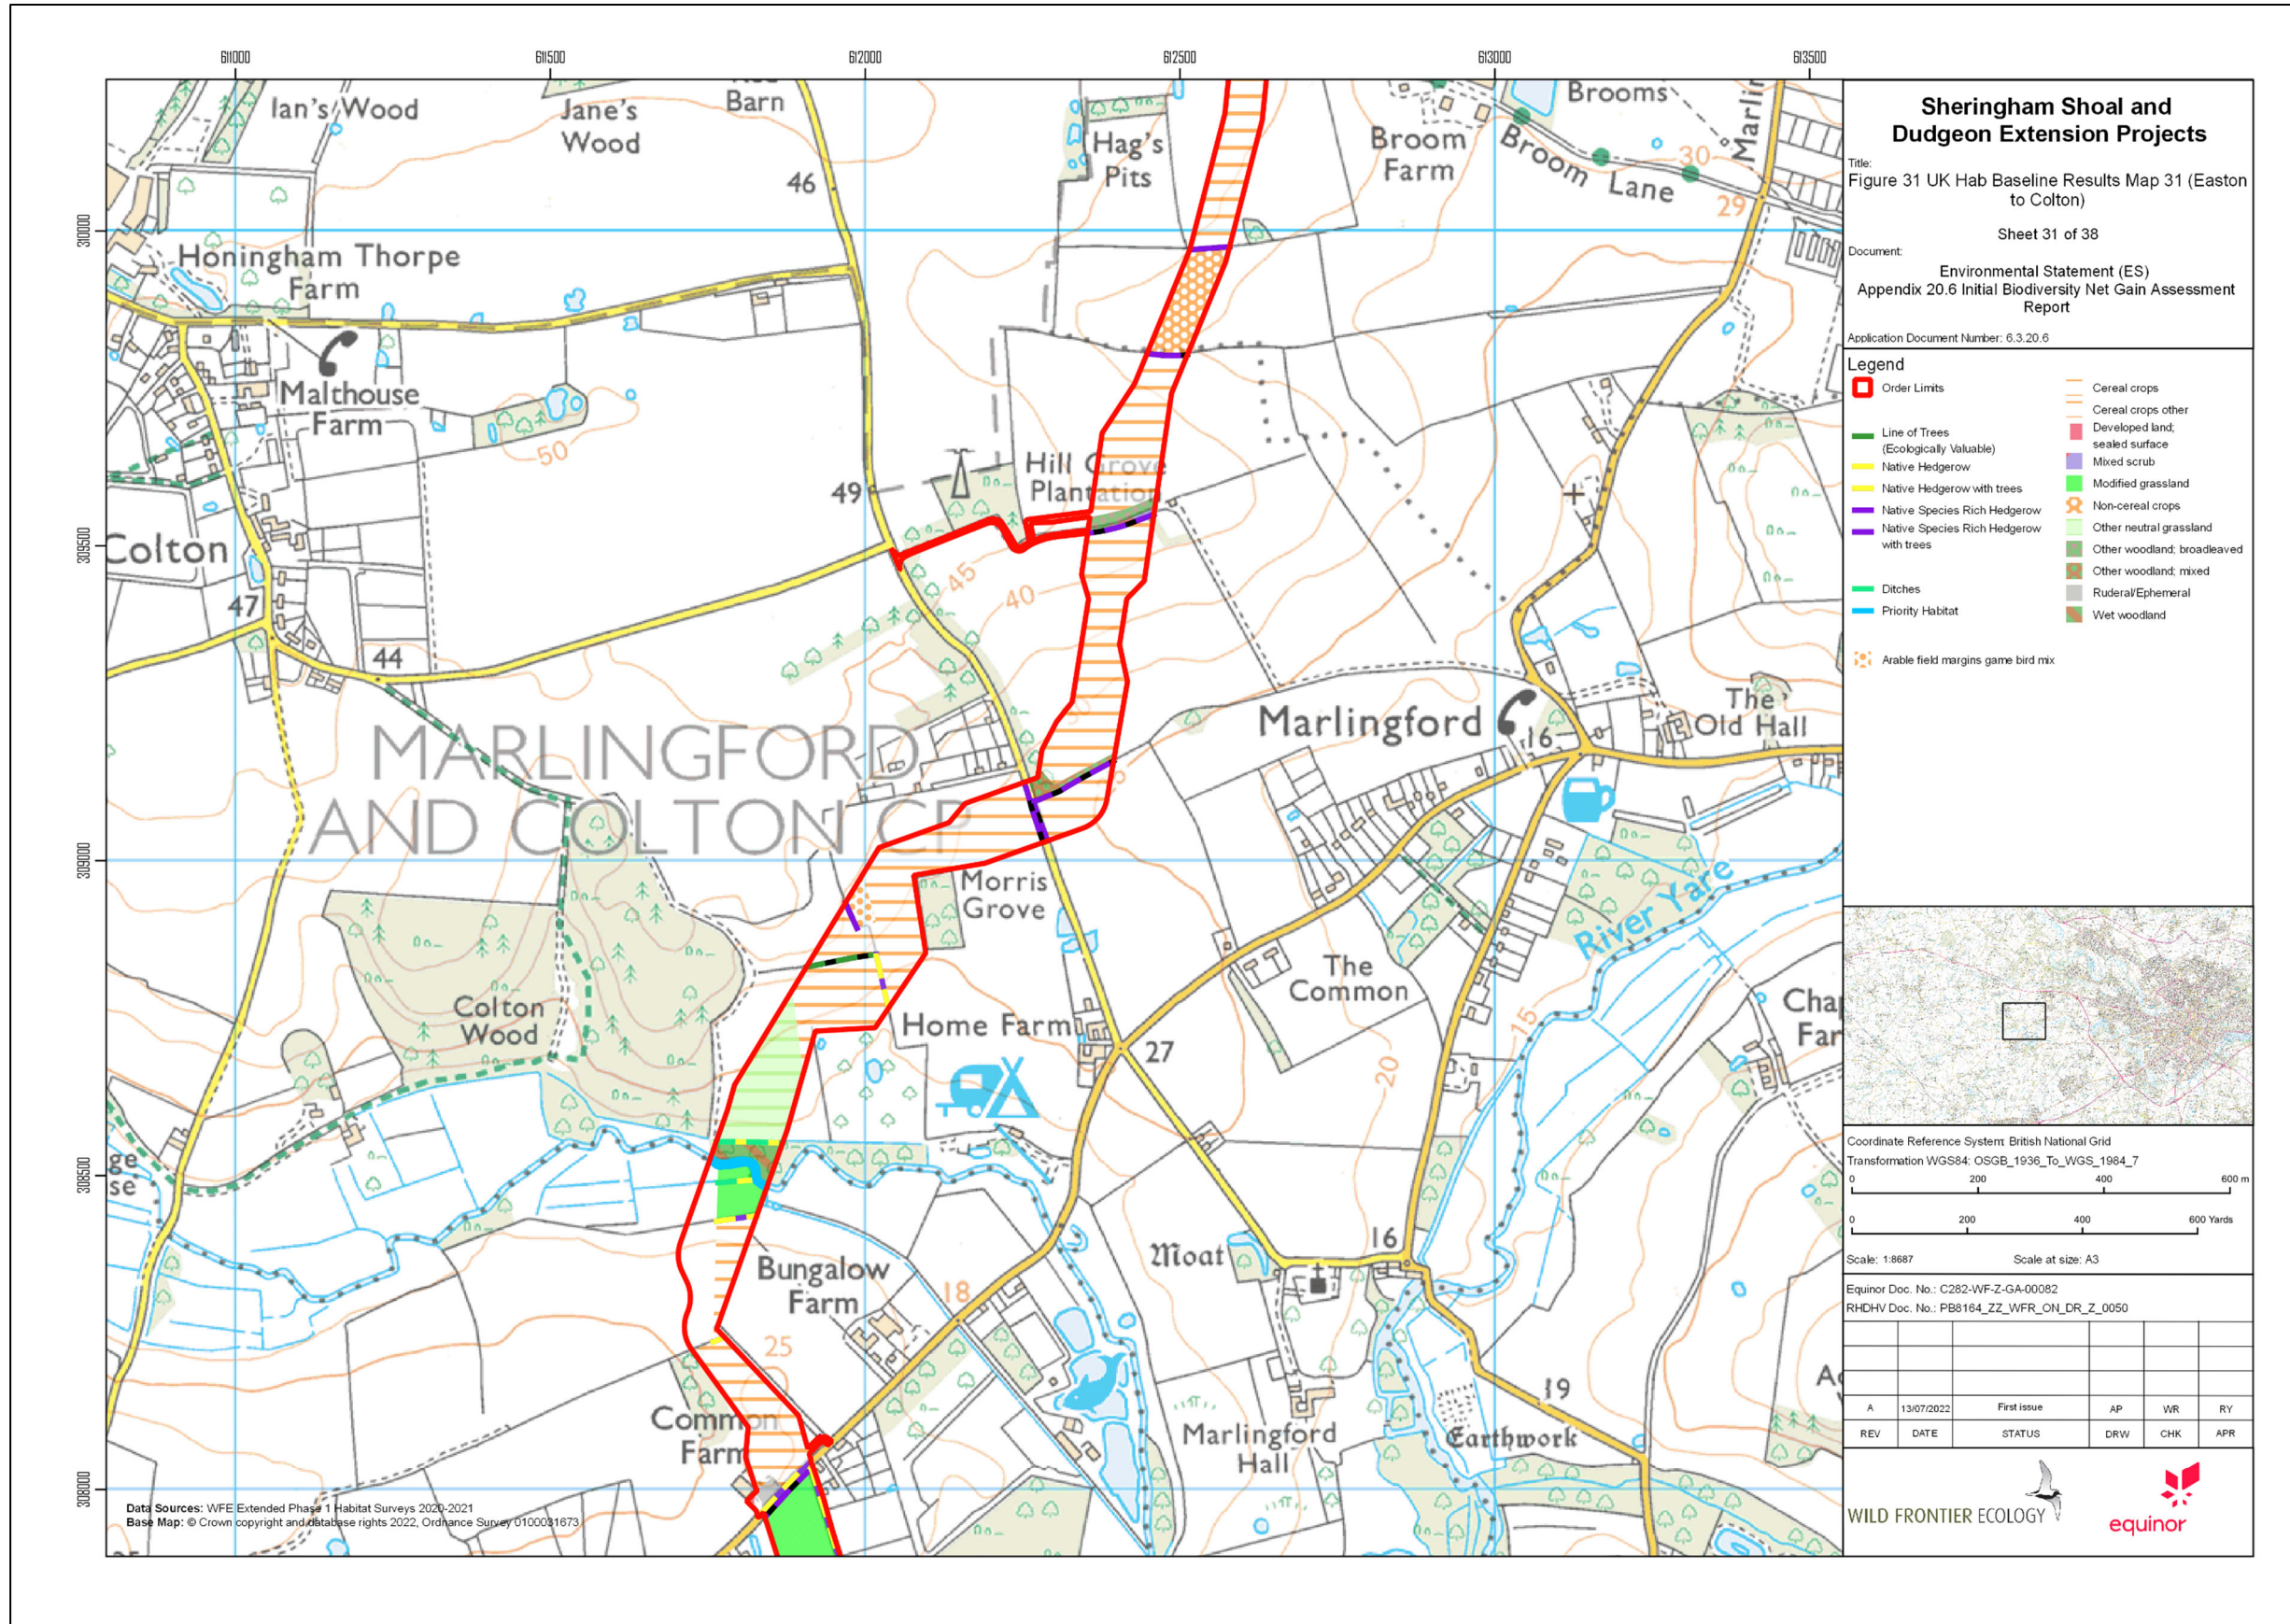 611000
611500
612000
612500
613000
613500
310000
309500
309000
308500
308000
Ian's Wood
Jane's
Wood
Barn
46
Hag's
Pits
Broom
Farm
Brooms
Broom Lane
30
29
Honingham Thorpe
Farm
Malthouse
Farm
50
49
Hill Grove
Plantation
Colton
47
44
45
40
MARLINGFORD
AND COLTON CP
Marlingford
16
The
Old Hall
Morris
Grove
River Yare
The
Common
Colton
Wood
Home Farm
27
15
20
Bungalow
Farm
18
25
Moat
16
19
Common
Farm
Marlingford
Hall
Earthwork
Data Sources: WFE Extended Phase 1 Habitat Surveys 2020-2021
Base Map: © Crown copyright and database rights 2022, Ordnance Survey 0100031673
Sheringham Shoal and
Dudgeon Extension Projects
Title:
Figure 31 UK Hab Baseline Results Map 31 (Easton
to Colton)
Sheet 31 of 38
Document:
Environmental Statement (ES)
Appendix 20.6 Initial Biodiversity Net Gain Assessment
Report
Application Document Number: 6.3.20.6
Legend
Order Limits
Line of Trees
(Ecologically Valuable)
Native Hedgerow
Native Hedgerow with trees
Native Species Rich Hedgerow
Native Species Rich Hedgerow
with trees
Ditches
Priority Habitat
Arable field margins game bird mix
Cereal crops
Cereal crops other
Developed land;
sealed surface
Mixed scrub
Modified grassland
Non-cereal crops
Other neutral grassland
Other woodland; broadleaved
Other woodland; mixed
Ruderal/Ephemeral
Wet woodland
Coordinate Reference System: British National Grid
Transformation WGS84: OSGB_1936_To_WGS_1984_7
0 200 400 600 m
0 200 400 600 Yards
Scale: 1:8687 Scale at size: A3
Equinor Doc. No.: C282-WF-Z-GA-00082
RHDHV Doc. No.: PB8164_ZZ_WFR_ON_DR_Z_0050
A 13/07/2022 First issue AP WR RY
REV DATE STATUS DRW CHK APR
WILD FRONTIER ECOLOGY
equinor